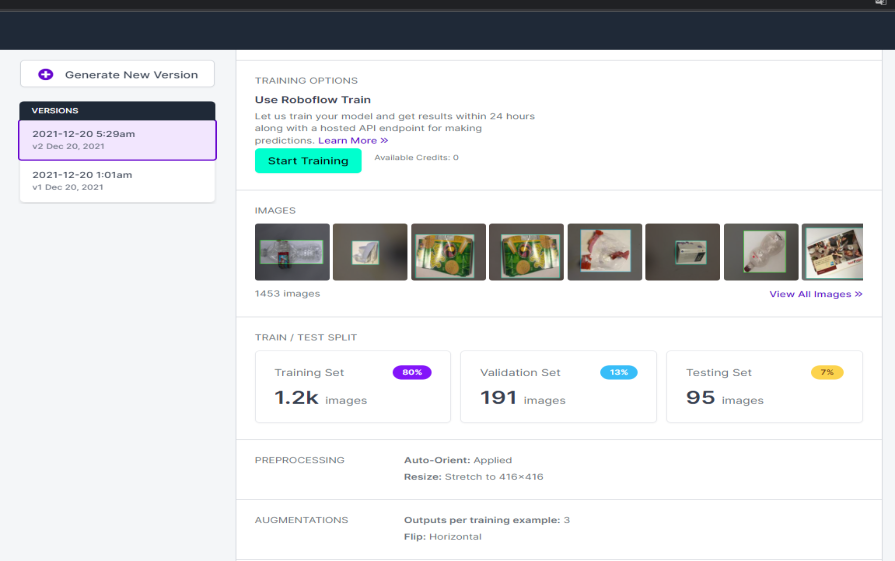 Generate New Version
VERSIONS
2021-12-20 5:29am
v2 Dec 20, 2021
2021-12-20 1:01am
v1 Dec 20, 2021
TRAINING OPTIONS
Use Roboflow Train
Let us train your model and get results within 24 hours
along with a hosted API endpoint for making
predictions. Learn More »
Start Training Available Credits: 0
IMAGES
1453 images View All Images »
TRAIN / TEST SPLIT
Training Set 80%
1.2k images
Validation Set 13%
191 images
Testing Set 7%
95 images
PREPROCESSING
Auto-Orient: Applied
Resize: Stretch to 416×416
AUGMENTATIONS
Outputs per training example: 3
Flip: Horizontal